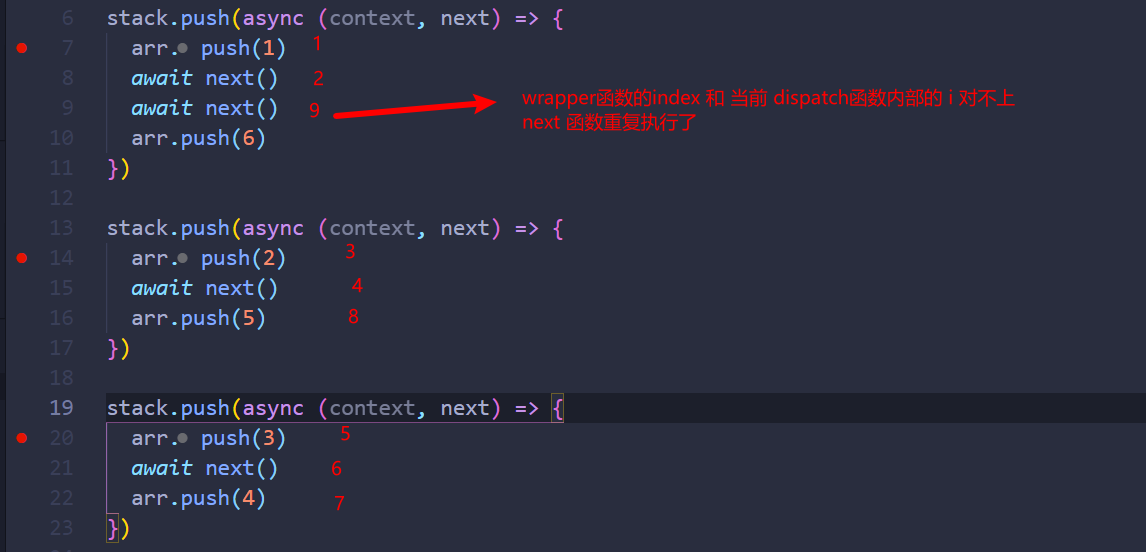 6 stack.push(async (context, next) => {
7 arr. push(1) 1
8 await next() 2
9 await next() 9 wrapper函数的index 和 当前 dispatch函数内部的 i 对不上
next 函数重复执行了
10 arr.push(6)
11 })
12
13 stack.push(async (context, next) => {
14 arr. push(2) 3
15 await next() 4
16 arr.push(5) 8
17 })
18
19 stack.push(async (context, next) => {
20 arr. push(3) 5
21 await next() 6
22 arr.push(4) 7
23 })